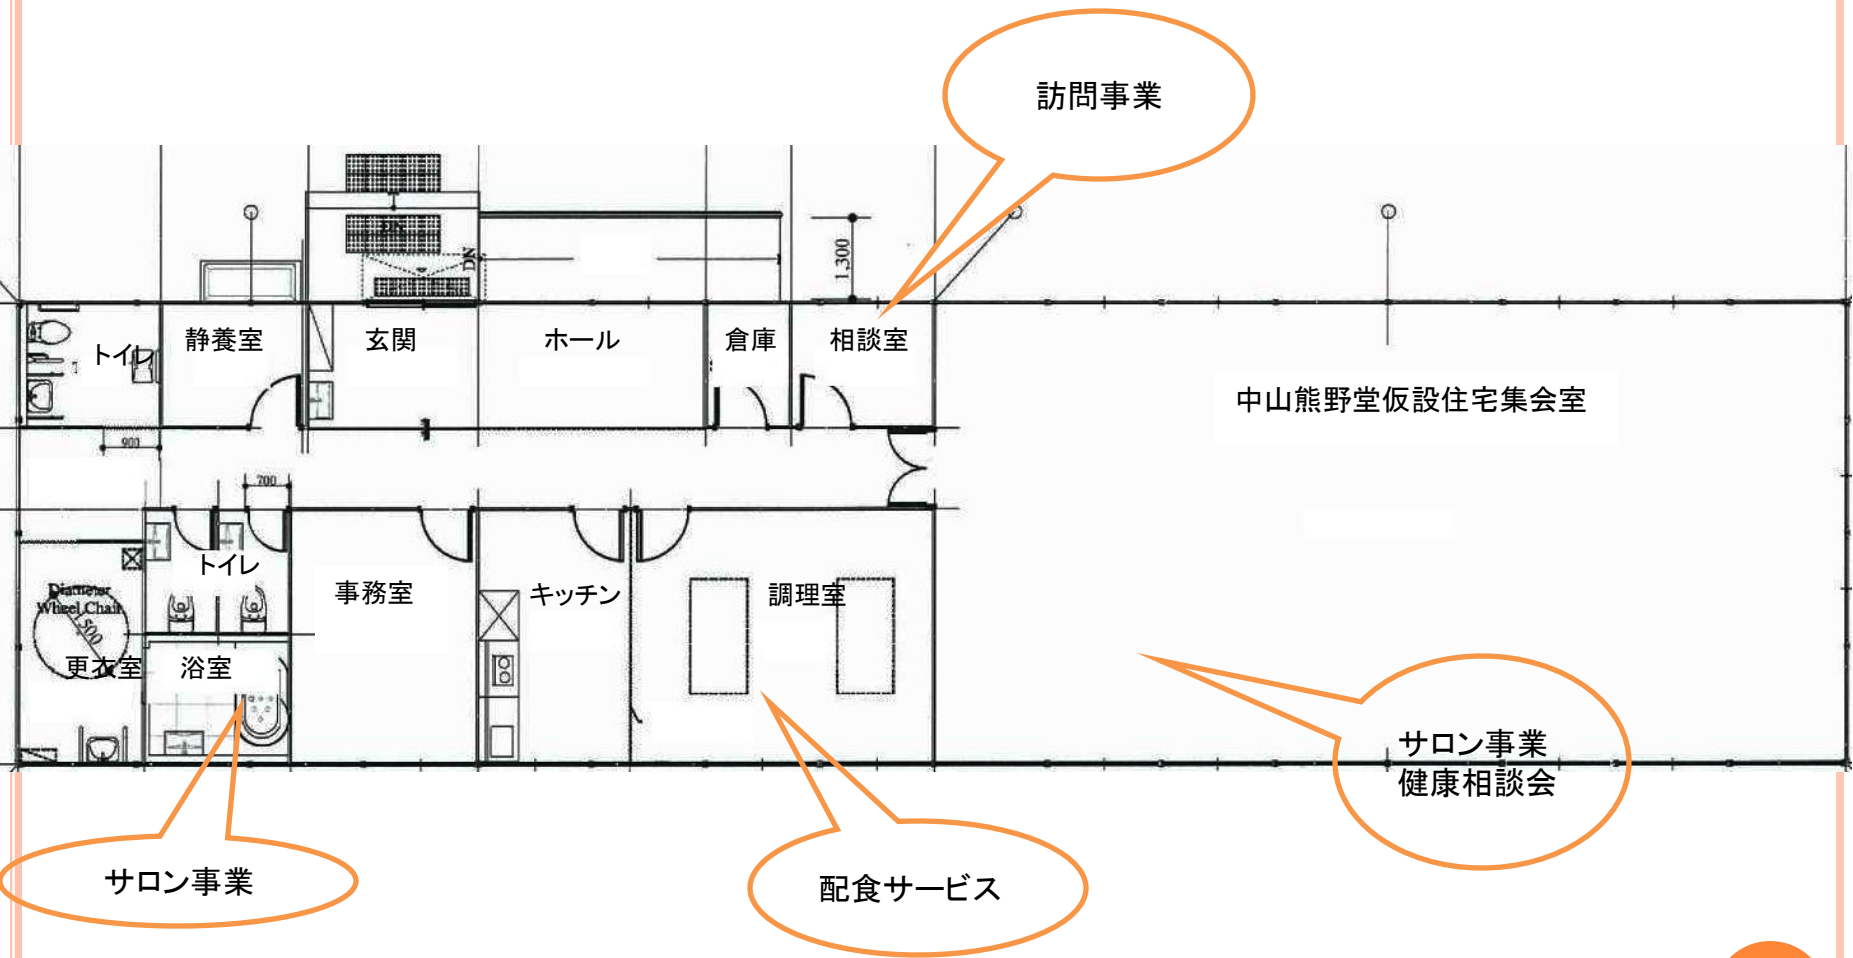 訪問事業
DN
1,300
トイレ
静養室
玄関
ホール
倉庫
相談室
中山熊野堂仮設住宅集会室
900
700
トイレ
事務室
キッチン
調理室
Diameter
Wheel Chair
1,500
更衣室
浴室
サロン事業
健康相談会
サロン事業
配食サービス